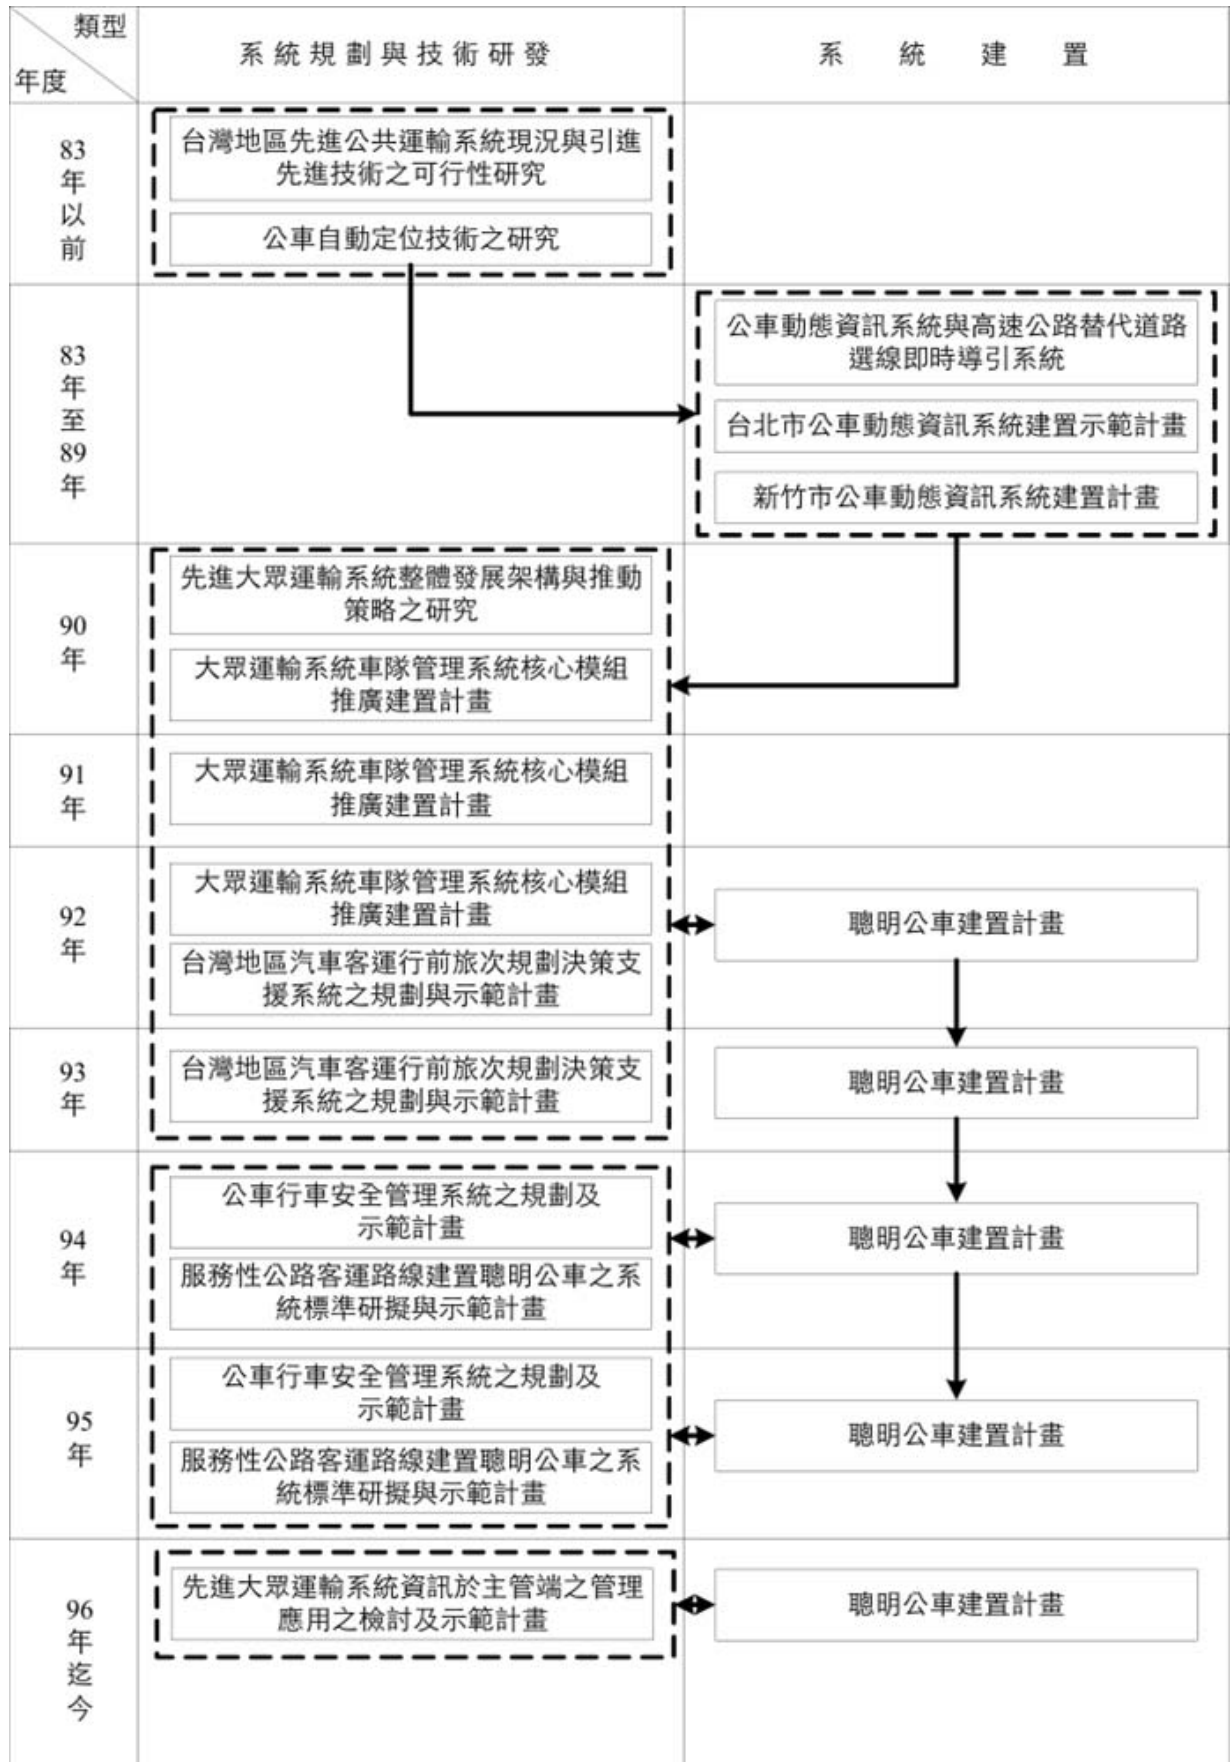 類型
年度
系統規劃與技術研發
系統建置
83
年
以
前
台灣地區先進公共運輸系統現況與引進
先進技術之可行性研究
公車自動定位技術之研究
83
年
至
89
年
公車動態資訊系統與高速公路替代道路
選線即時導引系統
台北市公車動態資訊系統建置示範計畫
新竹市公車動態資訊系統建置計畫
90
年
先進大眾運輸系統整體發展架構與推動
策略之研究
大眾運輸系統車隊管理系統核心模組
推廣建置計畫
91
年
大眾運輸系統車隊管理系統核心模組
推廣建置計畫
92
年
大眾運輸系統車隊管理系統核心模組
推廣建置計畫
台灣地區汽車客運行前旅次規劃決策支
援系統之規劃與示範計畫
聰明公車建置計畫
93
年
台灣地區汽車客運行前旅次規劃決策支
援系統之規劃與示範計畫
聰明公車建置計畫
94
年
公車行車安全管理系統之規劃及
示範計畫
服務性公路客運路線建置聰明公車之系
統標準研擬與示範計畫
聰明公車建置計畫
95
年
公車行車安全管理系統之規劃及
示範計畫
服務性公路客運路線建置聰明公車之系
統標準研擬與示範計畫
聰明公車建置計畫
96
年
迄
今
先進大眾運輸系統資訊於主管端之管理
應用之檢討及示範計畫
聰明公車建置計畫